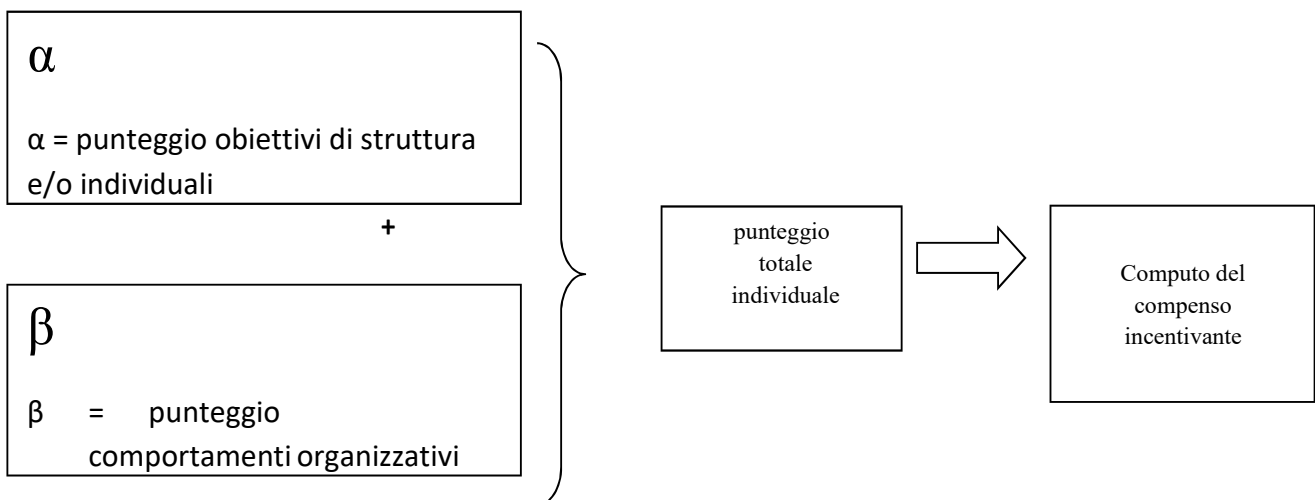 α
α = punteggio obiettivi di struttura
e/o individuali
+
β
β = punteggio
comportamenti organizzativi
punteggio
totale
individuale
Computo del
compenso
incentivante